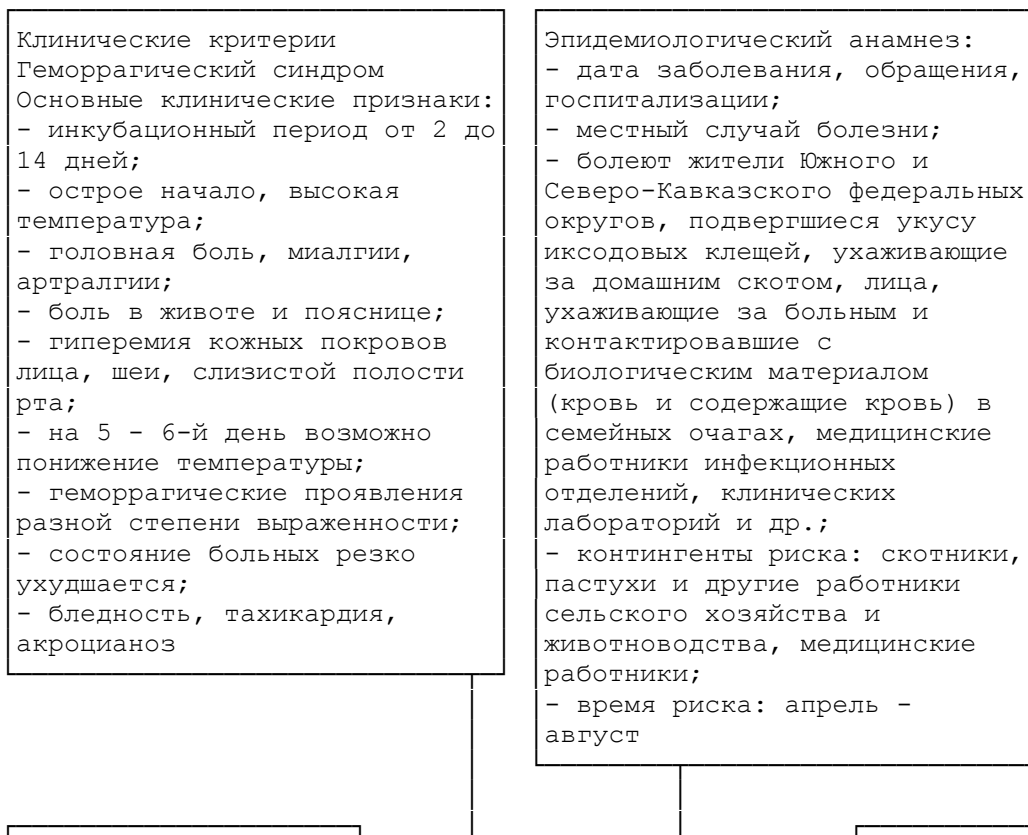 Клинические критерии
Геморрагический синдром
Основные клинические признаки:
- инкубационный период от 2 до
14 дней;
- острое начало, высокая
температура;
- головная боль, миалгии,
артралгии;
- боль в животе и пояснице;
- гиперемия кожных покровов
лица, шеи, слизистой полости
рта;
- на 5 - 6-й день возможно
понижение температуры;
- геморрагические проявления
разной степени выраженности;
- состояние больных резко
ухудшается;
- бледность, тахикардия,
акроцианоз
Эпидемиологический анамнез:
- дата заболевания, обращения,
госпитализации;
- местный случай болезни;
- болеют жители Южного и
Северо-Кавказского федеральных
округов, подвергшиеся укусу
иксодовых клещей, ухаживающие
за домашним скотом, лица,
ухаживающие за больным и
контактировавшие с
биологическим материалом
(кровь и содержащие кровь) в
семейных очагах, медицинские
работники инфекционных
отделений, клинических
лабораторий и др.;
- контингенты риска: скотники,
пастухи и другие работники
сельского хозяйства и
животноводства, медицинские
работники;
- время риска: апрель -
август